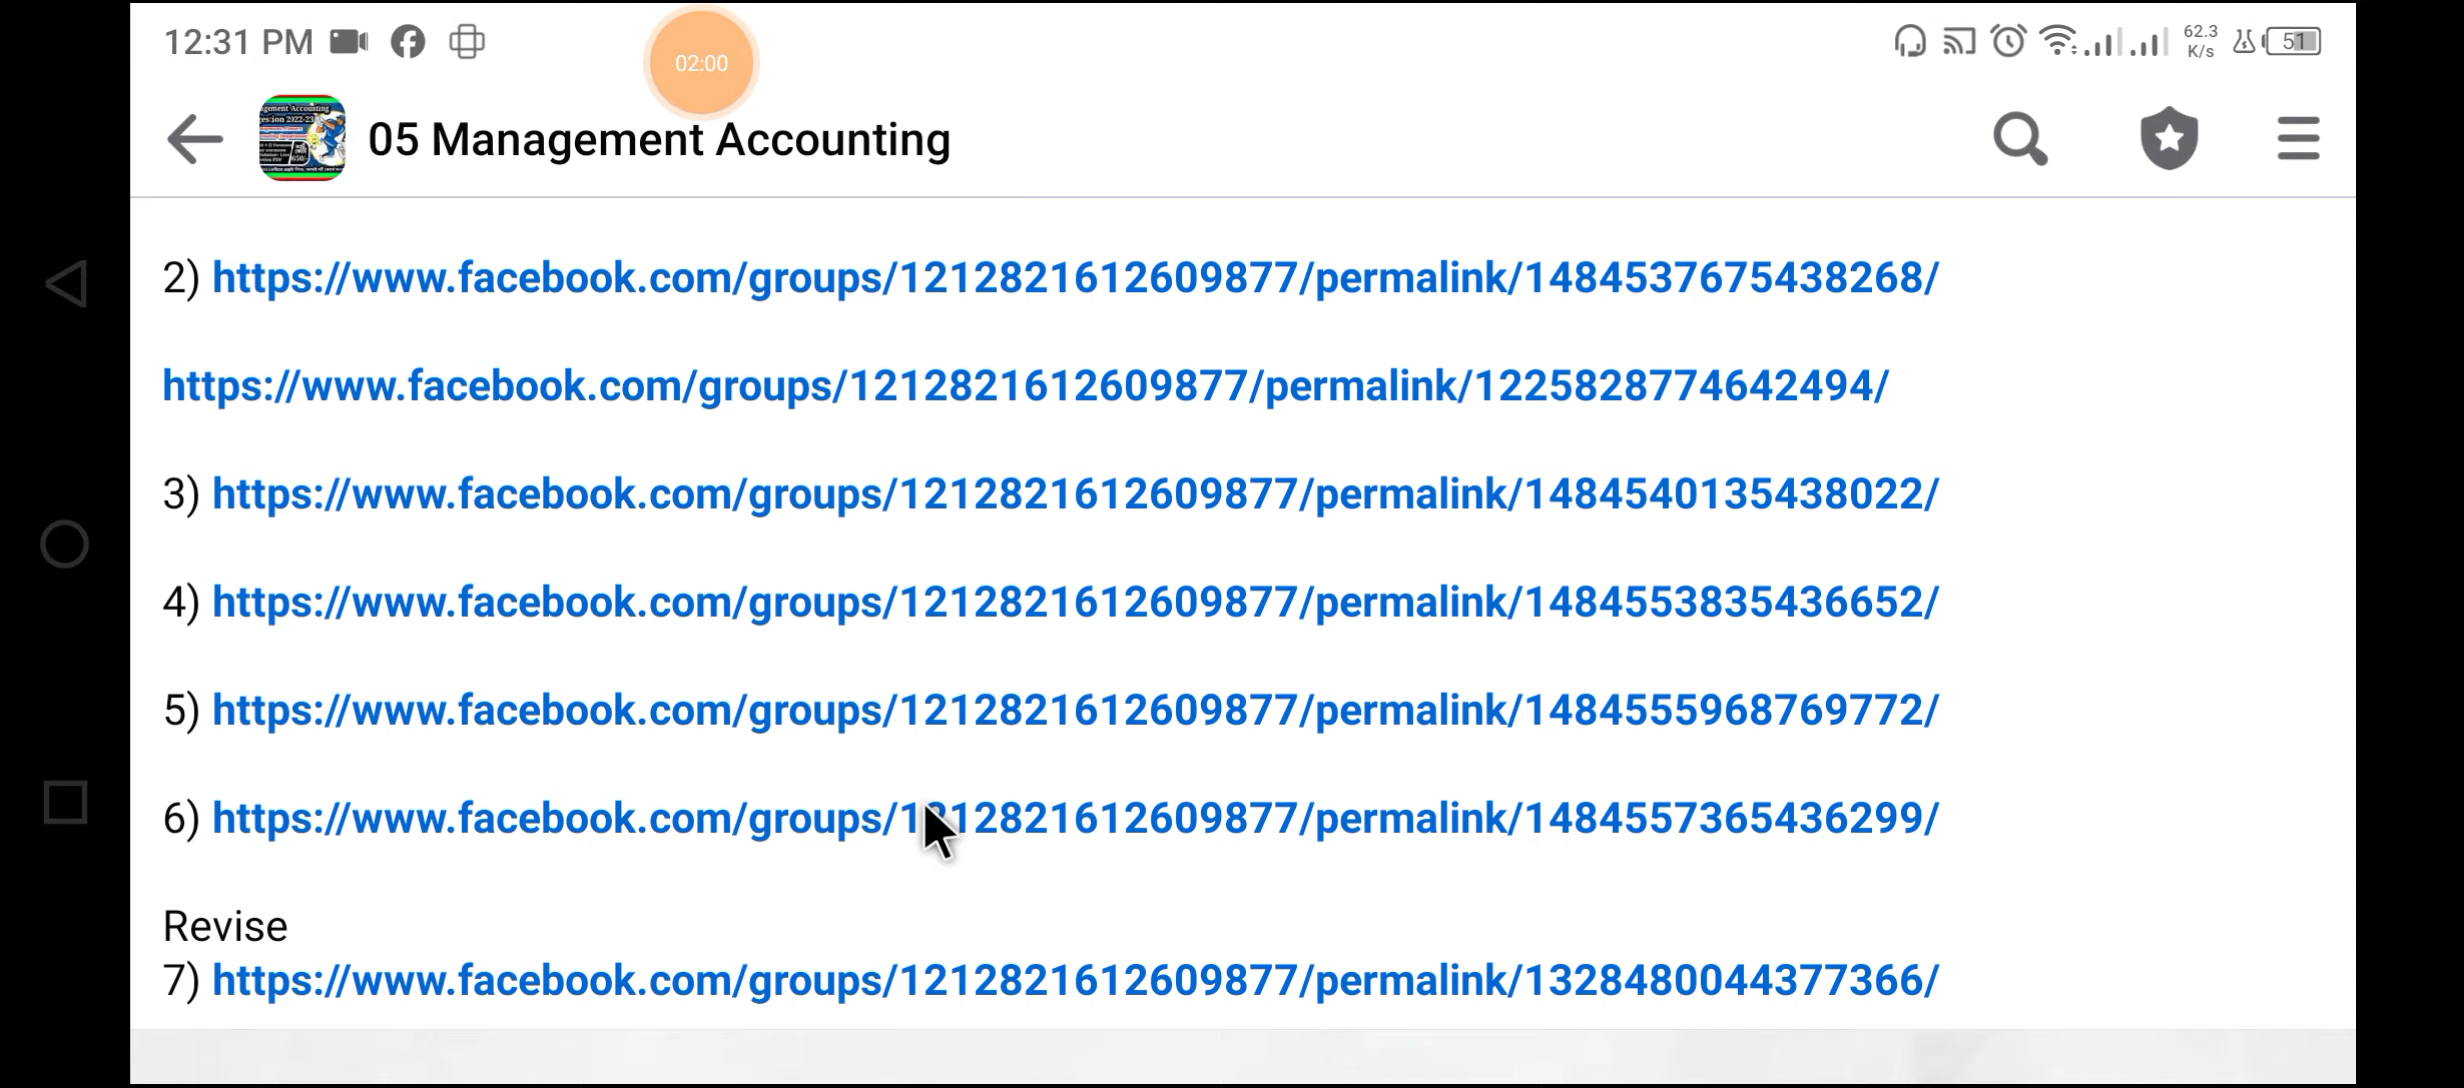 12:31 PM
02:00
62.3
K/s
51
05 Management Accounting
2) https://www.facebook.com/groups/1212821612609877/permalink/1484537675438268/
https://www.facebook.com/groups/1212821612609877/permalink/1225828774642494/
3) https://www.facebook.com/groups/1212821612609877/permalink/1484540135438022/
4) https://www.facebook.com/groups/1212821612609877/permalink/1484553835436652/
5) https://www.facebook.com/groups/1212821612609877/permalink/1484555968769772/
6) https://www.facebook.com/groups/1212821612609877/permalink/1484557365436299/
Revise
7) https://www.facebook.com/groups/1212821612609877/permalink/1328480044377366/